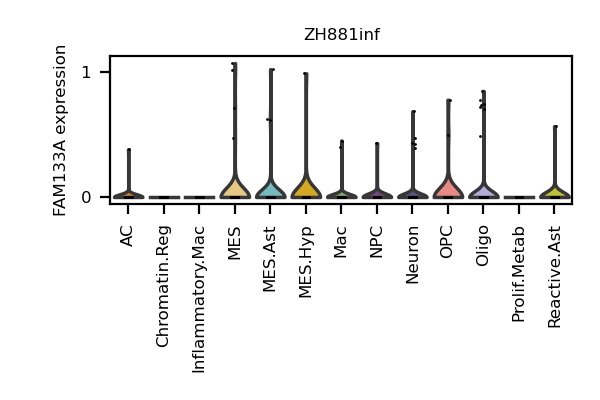 ZH881inf
FAM133A expression
1
0
AC
Chromatin.Reg
Inflammatory.Mac
MES
MES.Ast
MES.Hyp
Mac
NPC
Neuron
OPC
Oligo
Prolif.Metab
Reactive.Ast